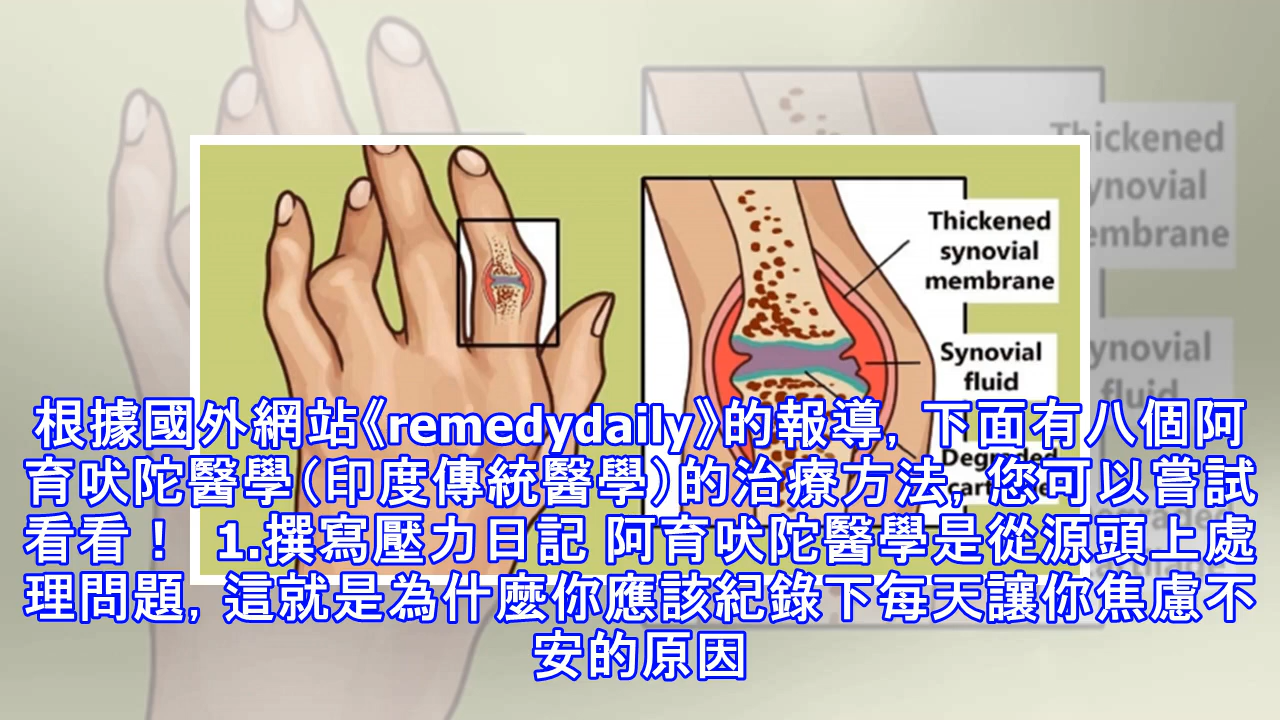 Thickened
synovial
membrane
Synovial
fluid
Degraded
根據國外網站《remedydaily》的報導, 下面有八個阿
育吠陀醫學（印度傳統醫學）的治療方法, 您可以嘗試
看看！ 1.撰寫壓力日記 阿育吠陀醫學是從源頭上處
理問題, 這就是為什麼你應該紀錄下每天讓你焦慮不
安的原因